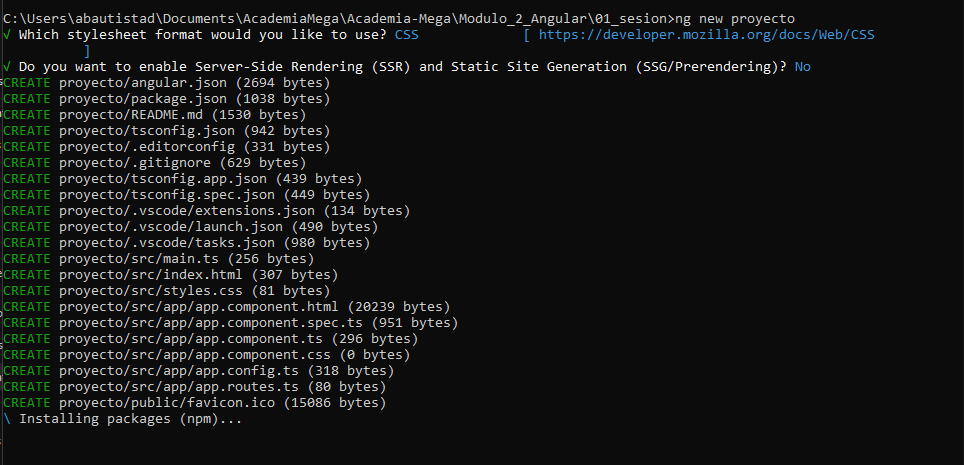 C:\Users\abautistad\Documents\AcademiaMega\Academia-Mega\Modulo_2_Angular\01_sesion>ng new proyecto
√ Which stylesheet format would you like to use? CSS             [ https://developer.mozilla.org/docs/Web/CSS
          ]
√ Do you want to enable Server-Side Rendering (SSR) and Static Site Generation (SSG/Prerendering)? No
CREATE proyecto/angular.json (2694 bytes)
CREATE proyecto/package.json (1038 bytes)
CREATE proyecto/README.md (1530 bytes)
CREATE proyecto/tsconfig.json (942 bytes)
CREATE proyecto/.editorconfig (331 bytes)
CREATE proyecto/.gitignore (629 bytes)
CREATE proyecto/tsconfig.app.json (439 bytes)
CREATE proyecto/tsconfig.spec.json (449 bytes)
CREATE proyecto/.vscode/extensions.json (134 bytes)
CREATE proyecto/.vscode/launch.json (490 bytes)
CREATE proyecto/.vscode/tasks.json (980 bytes)
CREATE proyecto/src/main.ts (256 bytes)
CREATE proyecto/src/index.html (307 bytes)
CREATE proyecto/src/styles.css (81 bytes)
CREATE proyecto/src/app/app.component.html (20239 bytes)
CREATE proyecto/src/app/app.component.spec.ts (951 bytes)
CREATE proyecto/src/app/app.component.ts (296 bytes)
CREATE proyecto/src/app/app.component.css (0 bytes)
CREATE proyecto/src/app/app.config.ts (318 bytes)
CREATE proyecto/src/app/app.routes.ts (80 bytes)
CREATE proyecto/public/favicon.ico (15086 bytes)
\ Installing packages (npm)...